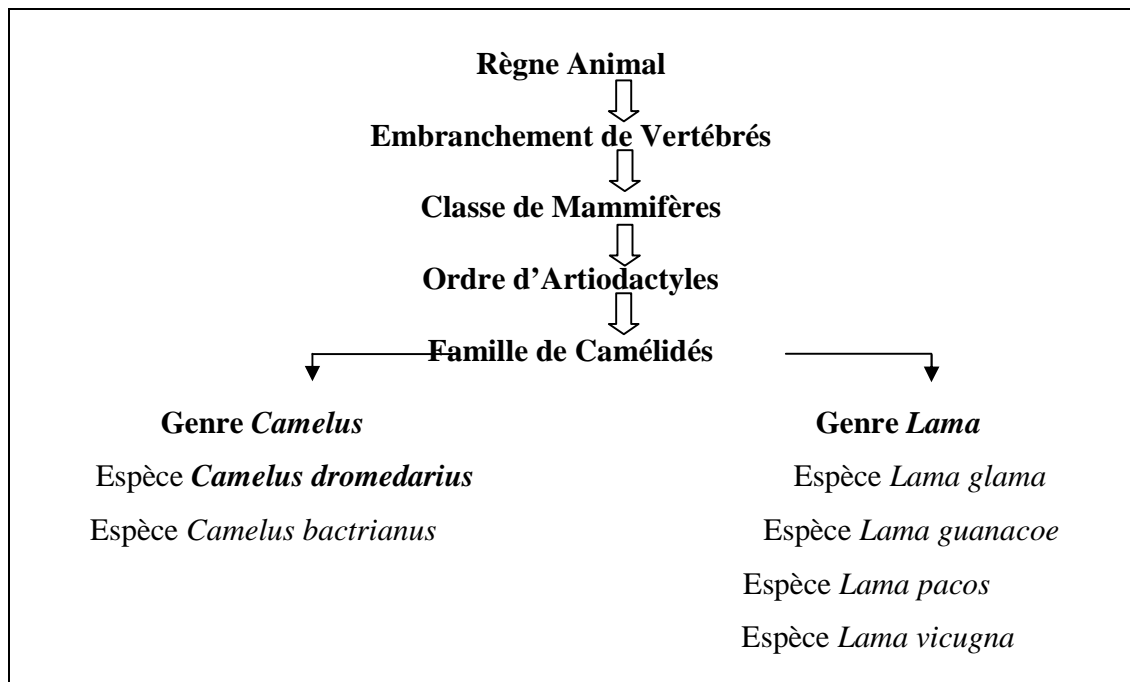 Règne Animal
Embranchement de Vertébrés
Classe de Mammifères
Ordre d’Artiodactyles
Famille de Camélidés
Genre Camelus
Espèce Camelus dromedarius
Espèce Camelus bactrianus
Genre Lama
Espèce Lama glama
Espèce Lama guanacoe
Espèce Lama pacos
Espèce Lama vicugna